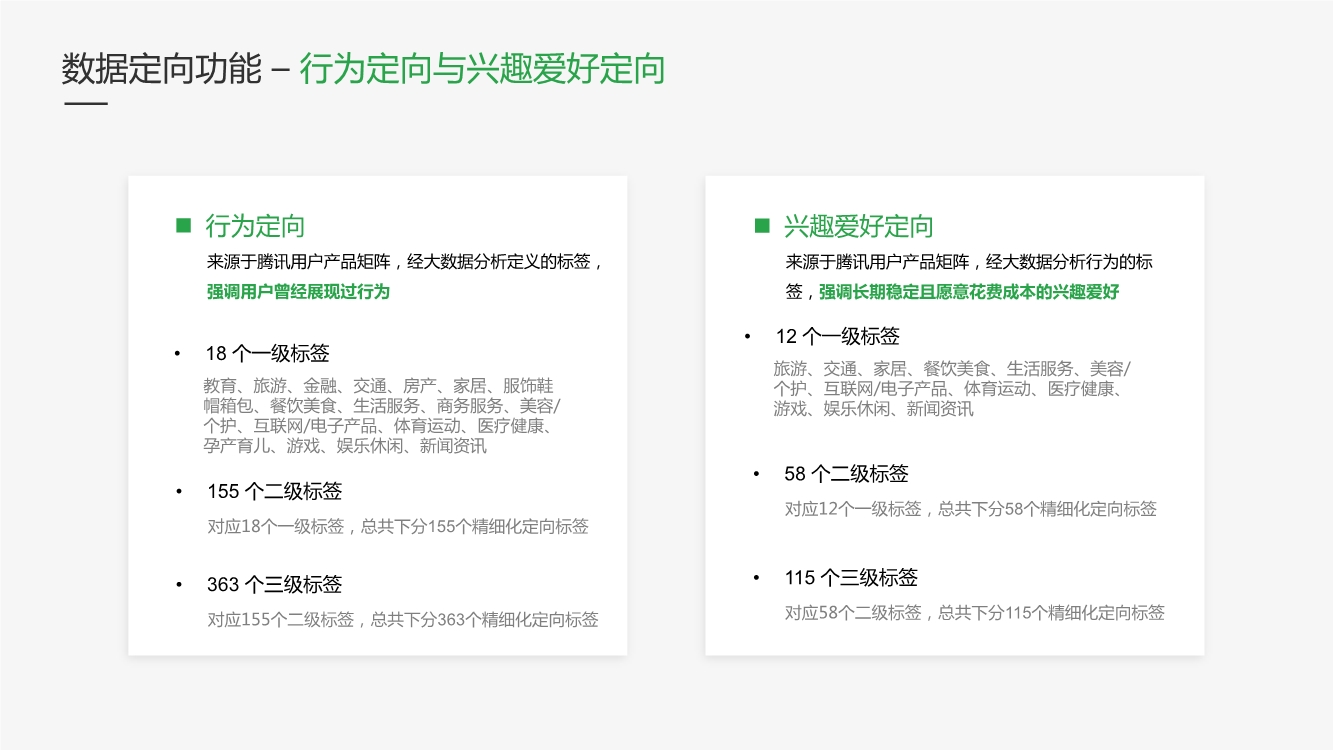 数据定向功能 – 行为定向与兴趣爱好定向
■ 行为定向
来源于腾讯用户产品矩阵，经大数据分析定义的标签，
强调用户曾经展现过行为
• 18 个一级标签
教育、旅游、金融、交通、房产、家居、服饰鞋
帽箱包、餐饮美食、生活服务、商务服务、美容/
个护、互联网/电子产品、体育运动、医疗健康、
孕产育儿、游戏、娱乐休闲、新闻资讯
• 155 个二级标签
对应18个一级标签，总共下分155个精细化定向标签
• 363 个三级标签
对应155个二级标签，总共下分363个精细化定向标签
■ 兴趣爱好定向
来源于腾讯用户产品矩阵，经大数据分析行为的标
签，强调长期稳定且愿意花费成本的兴趣爱好
• 12 个一级标签
旅游、交通、家居、餐饮美食、生活服务、美容/
个护、互联网/电子产品、体育运动、医疗健康、
游戏、娱乐休闲、新闻资讯
• 58 个二级标签
对应12个一级标签，总共下分58个精细化定向标签
• 115 个三级标签
对应58个二级标签，总共下分115个精细化定向标签